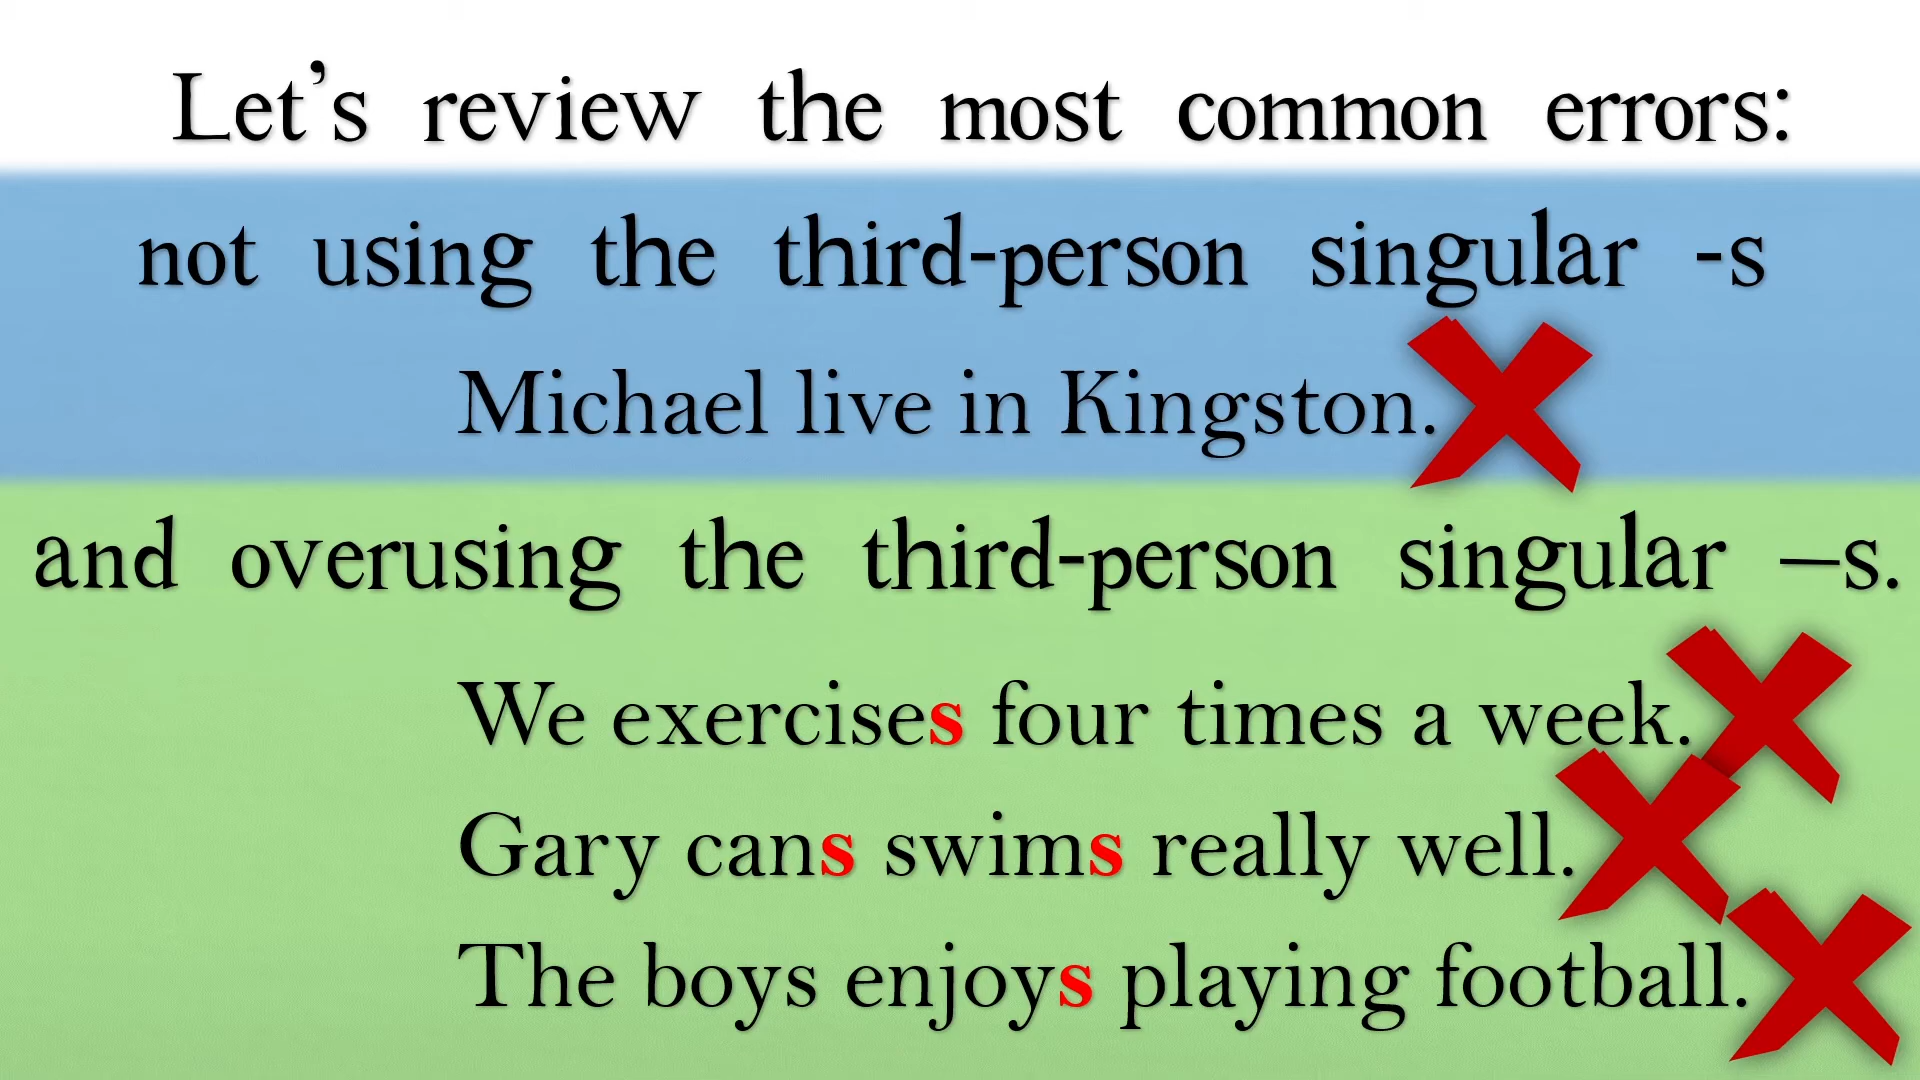 Let’s review the most common errors:
not using the third-person singular -s
Michael live in Kingston.
and overusing the third-person singular –s.
We exercises four times a week.
Gary cans swims really well.
The boys enjoys playing football.